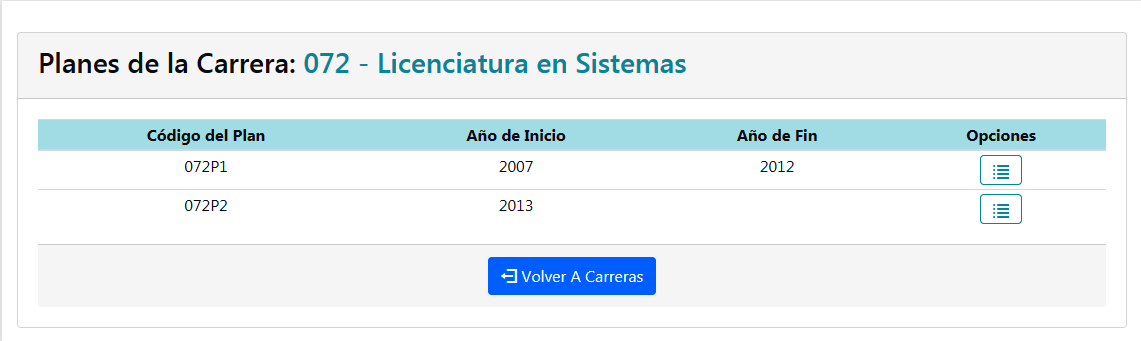 Planes de la Carrera: 072 - Licenciatura en Sistemas
Código del Plan Año de Inicio Año de Fin Opciones
072P1 2007 2012
072P2 2013
Volver A Carreras